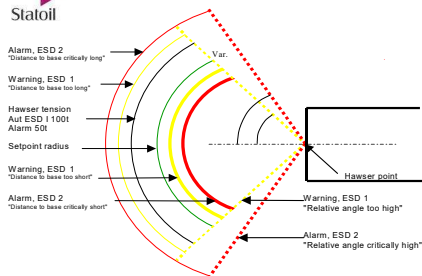 Statoil
Alarm, ESD 2
"Distance to base critically long"
Var.
Warning, ESD 1
"Distance to base too long"
Hawser tension
Aut ESD I 100t
Alarm 50t
Setpoint radius
Warning, ESD 1
"Distance to base too short"
Hawser point
Alarm, ESD 2
"Distance to base critically short"
Warning, ESD 1
"Relative angle too high"
Alarm, ESD 2
"Relative angle critically high"